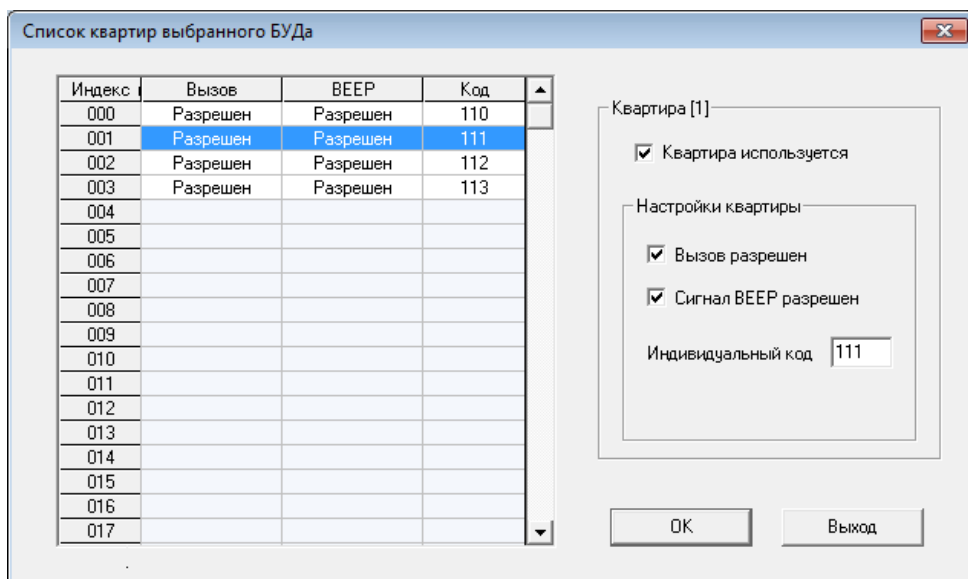 Список квартир выбранного БУДа
Индекс Вызов BEEP Код
000 Разрешен Разрешен 110
001 Разрешен Разрешен 111
002 Разрешен Разрешен 112
003 Разрешен Разрешен 113
004
005
006
007
008
009
010
011
012
013
014
015
016
017
Квартира [1]
Квартира используется
Настройки квартиры
Вызов разрешен
Сигнал BEEP разрешен
Индивидуальный код 111
OK Выход